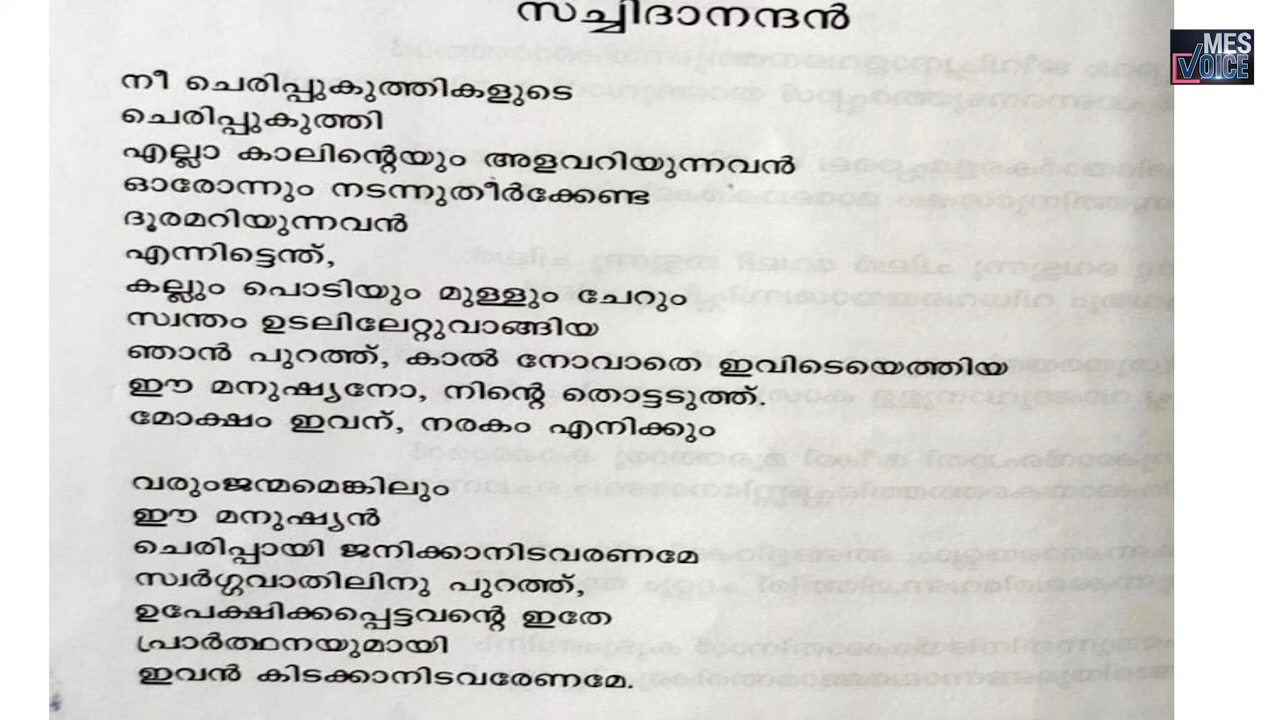 സച്ചിദാനന്ദൻ
MES
VOICE
നീ ചെരിപ്പുകുത്തികളുടെ
ചെരിപ്പുകുത്തി
എല്ലാ കാലിന്റെയും അളവറിയുന്നവൻ
ഓരോന്നും നടന്നുതീർക്കേണ്ട
ദൂരമറിയുന്നവൻ
എന്നിട്ടെന്ത്,
കല്ലും പൊടിയും മുള്ളും ചേറും
സ്വന്തം ഉടലിലേറ്റുവാങ്ങിയ
ഞാൻ പുറത്ത്, കാൽ നോവാതെ ഇവിടെയെത്തിയ
ഈ മനുഷ്യനോ, നിന്റെ തൊട്ടടുത്ത്.
മോക്ഷം ഇവന്, നരകം എനിക്കും
വരുംജന്മമെങ്കിലും
ഈ മനുഷ്യൻ
ചെരിപ്പായി ജനിക്കാനിടവരണമേ
സ്വർഗ്ഗവാതിലിനു പുറത്ത്,
ഉപേക്ഷിക്കപ്പെട്ടവന്റെ ഇതേ
പ്രാർത്ഥനയുമായി
ഇവൻ കിടക്കാനിടവരേണമേ.